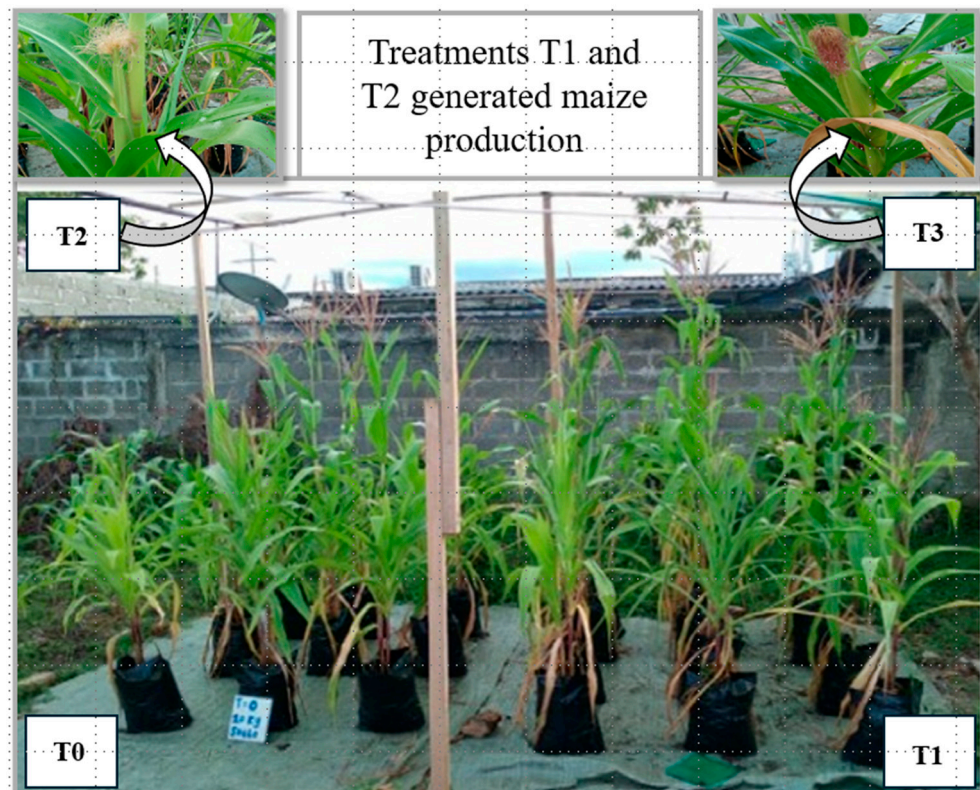 Treatments T1 and
T2 generated maize
production
T2
T3
T0
T1